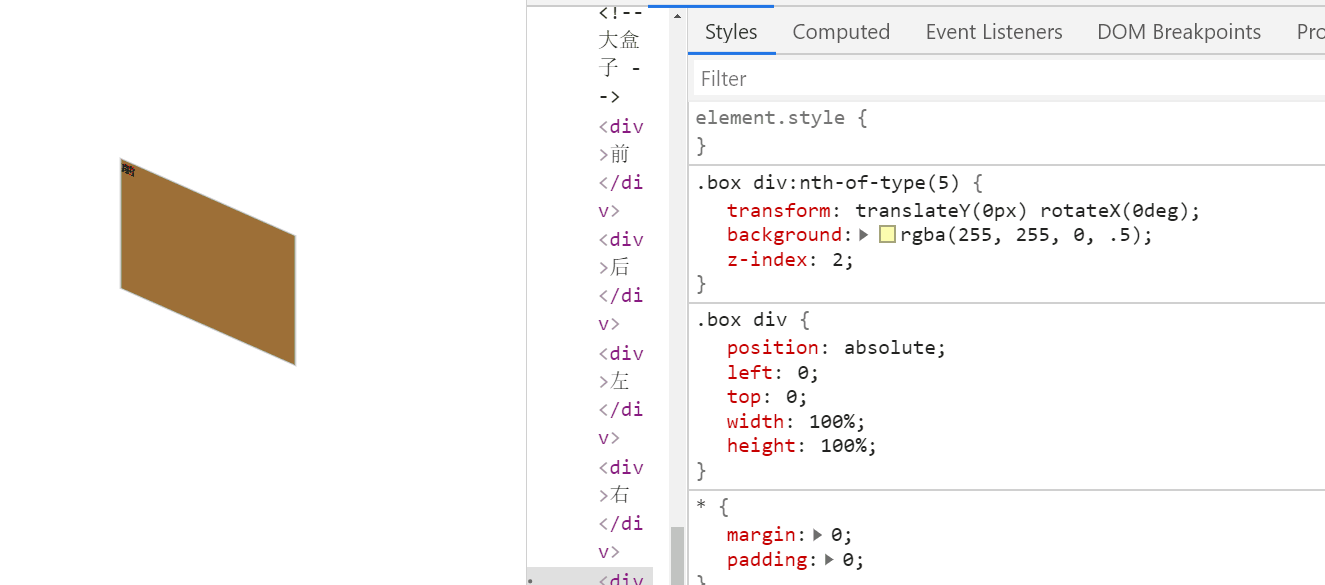 <!--
大盒
子 -
->
<div
>前
</di
v>
<div
>后
</di
v>
<div
>左
</di
v>
<div
>右
</di
v>
<div
Styles Computed Event Listeners DOM Breakpoints Pro
Filter
element.style {
}
.box div:nth-of-type(5) {
transform: translateY(0px) rotateX(0deg);
background: rgba(255, 255, 0, .5);
z-index: 2;
}
.box div {
position: absolute;
left: 0;
top: 0;
width: 100%;
height: 100%;
}
* {
margin: 0;
padding: 0;
}